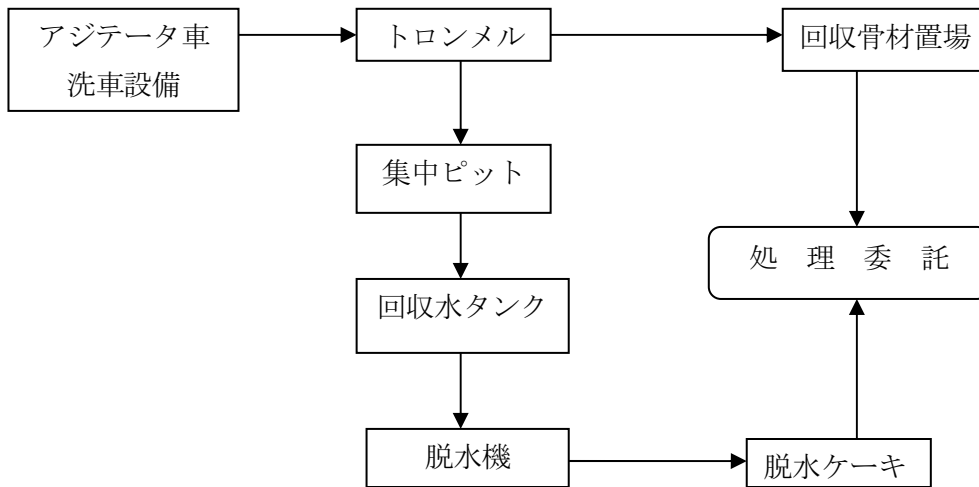 アジテータ車
洗車設備
トロンメル
回収骨材置場
集中ピット
処　理　委　託
回収水タンク
脱水機
脱水ケーキ